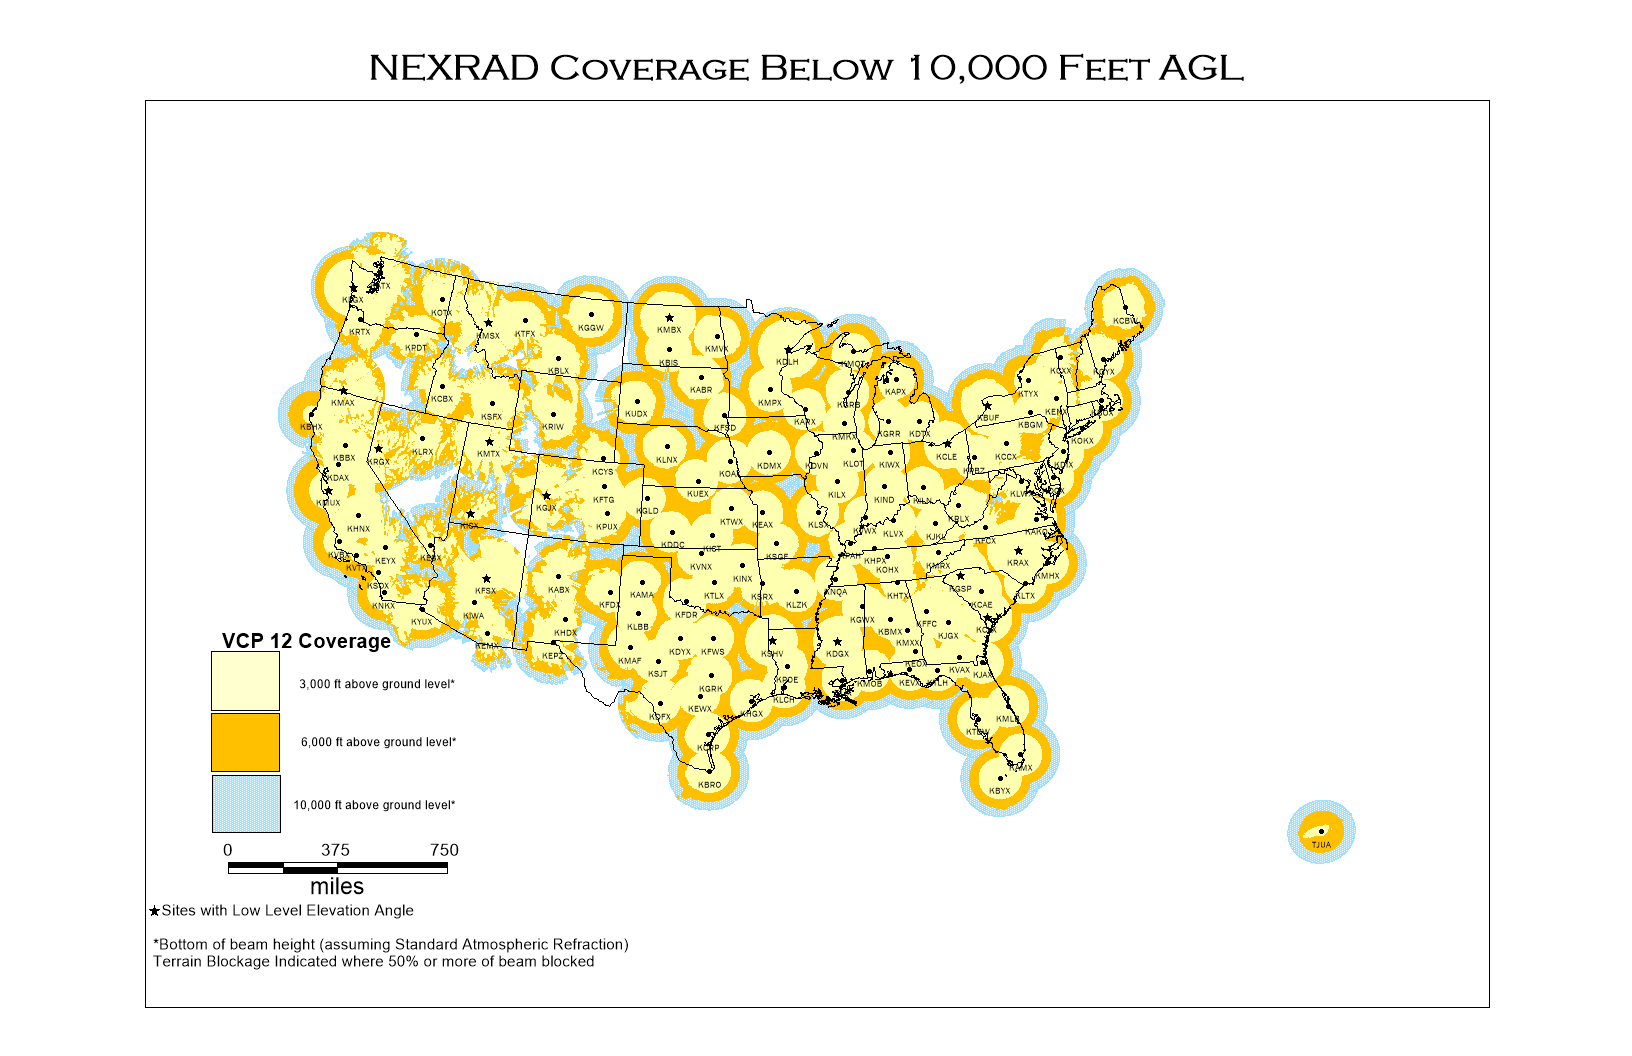 NEXRAD Coverage Below 10,000 Feet AGL
KATX
KLGX
KOTX
KRTX
KPDT
KMSX
KTFX
KGGW
KBLX
KMBX
KMVX
KBIS
KDLH
KMQT
KCBW
KCXX
KGYX
KABR
KMPX
KAPX
KTYX
KCBX
KSFX
KRIW
KUDX
KFSD
KARX
KGRB
KMKX
KGRR
KDTX
KBUF
KENX
KBGM
KBOX
KOKX
KMAX
KBHX
KBBX
KDAX
KRGX
KLRX
KMTX
KCYS
KLNX
KOAX
KDMX
KDVN
KLOT
KIWX
KCLE
KPBZ
KCCX
KDIX
KMUX
KHNX
KICX
KGJX
KFTG
KPUX
KGLD
KUEX
KTWX
KEAX
KILX
KIND
KILN
KLSX
KVWX
KLVX
KJKL
KRLX
KFCX
KAKQ
KVBX
KVTX
KEYX
KESX
KSOX
KNKX
KYUX
KFSX
KIWA
KEMX
KABX
KHDX
KEPZ
KDDC
KICT
KVNX
KINX
KSGF
KPAH
KHPX
KOHX
KMRX
KRAX
KMHX
KLTX
KFDX
KAMA
KLBB
KFDR
KTLX
KSRX
KLZK
KNQA
KHTX
KGSP
KCAE
KGWX
KBMX
KFFC
KJGX
KMXX
KMAF
KDYX
KFWS
KSJT
KGRK
KEWX
KDFX
KSHV
KPOE
KLCH
KHGX
KDGX
KMOB
KEVX
KEOX
KTLH
KVAX
KJAX
KCRP
KBRO
KMLB
KTBW
KAMX
KBYX
TJUA
VCP 12 Coverage
3,000 ft above ground level*
6,000 ft above ground level*
10,000 ft above ground level*
0 375 750
miles
Sites with Low Level Elevation Angle
*Bottom of beam height (assuming Standard Atmospheric Refraction)
Terrain Blockage Indicated where 50% or more of beam blocked